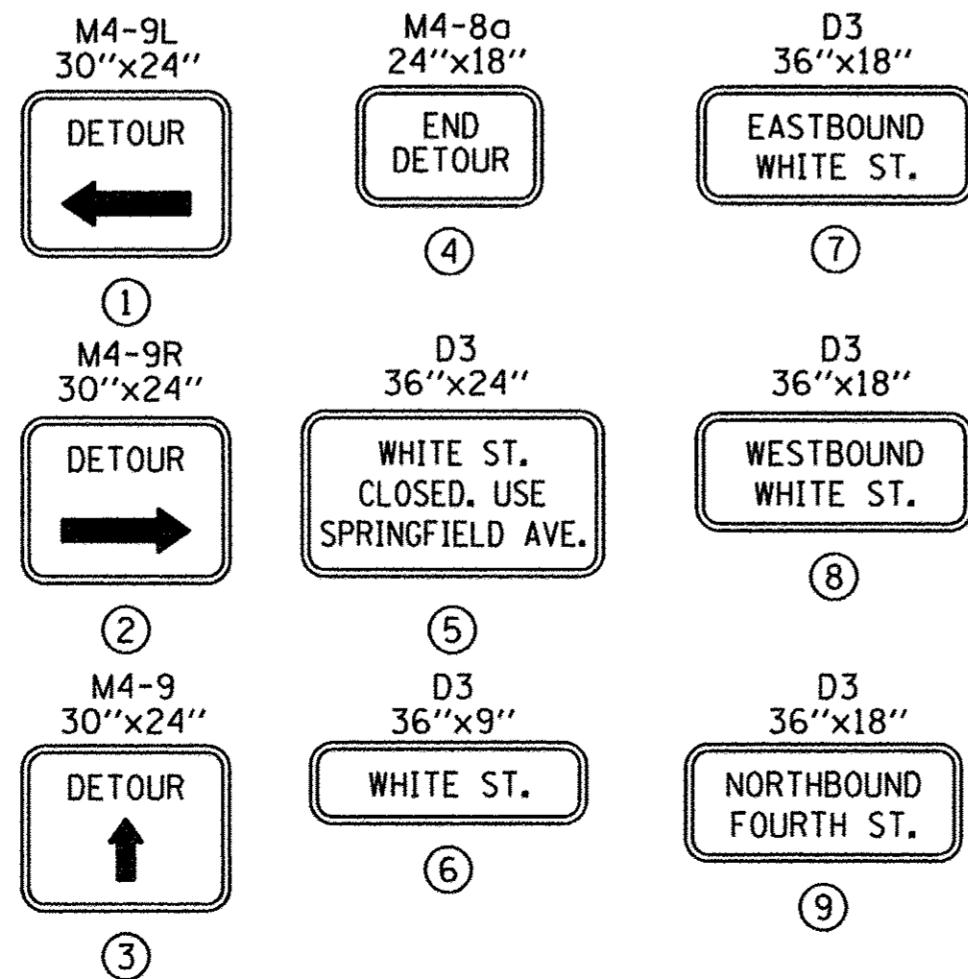 M4-9L
30"x24"
DETOUR
1
M4-8a
24"x18"
END
DETOUR
4
D3
36"x18"
EASTBOUND
WHITE ST.
7
M4-9R
30"x24"
DETOUR
2
D3
36"x24"
WHITE ST.
CLOSED. USE
SPRINGFIELD AVE.
5
D3
36"x18"
WESTBOUND
WHITE ST.
8
M4-9
30"x24"
DETOUR
3
D3
36"x9"
WHITE ST.
6
D3
36"x18"
NORTHBOUND
FOURTH ST.
9